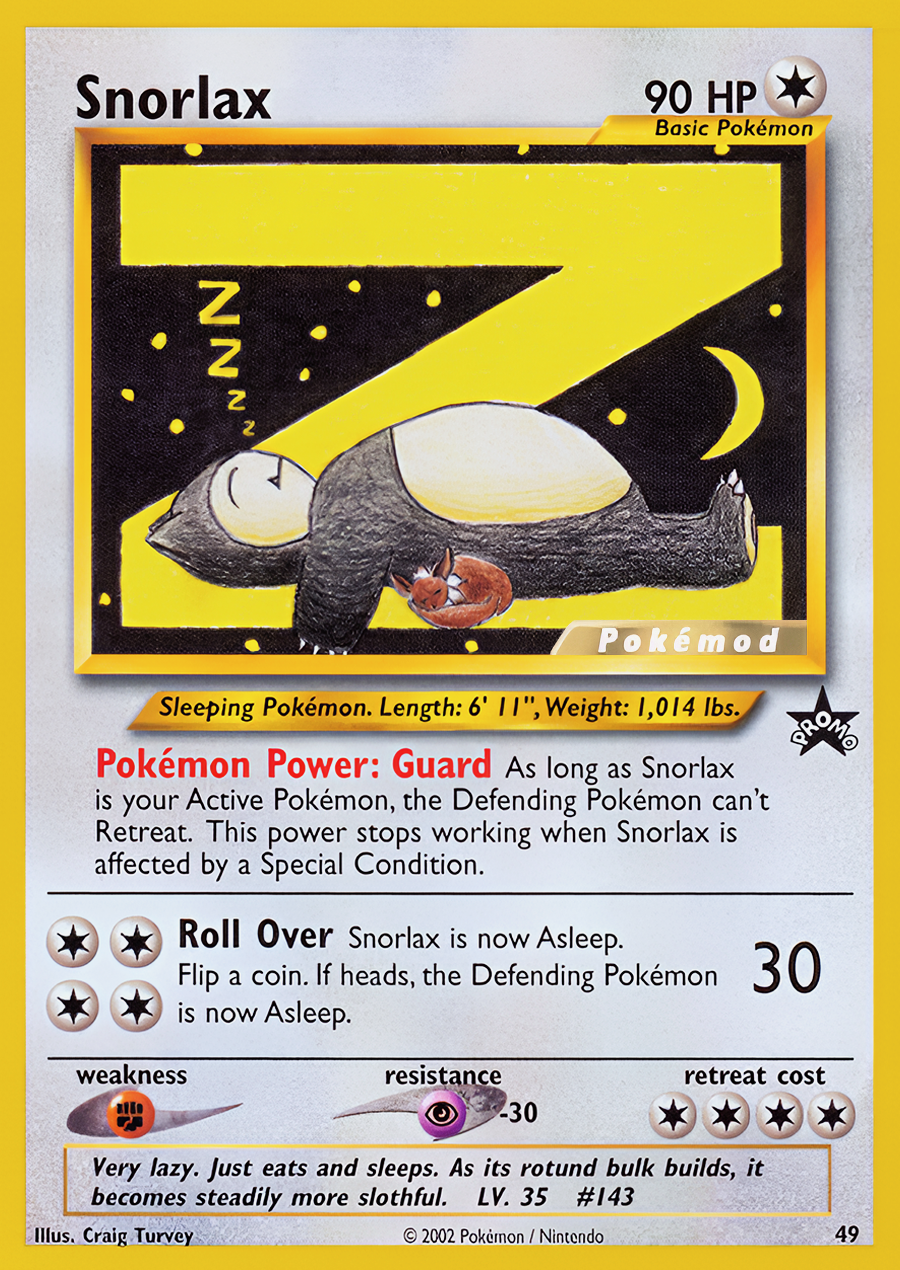 Snorlax
90 HP
Basic Pokémon
Z
Z
Z
z
z
Pokémod
Sleeping Pokémon. Length: 6' 11", Weight: 1,014 lbs.
PROMO
Pokémon Power: Guard As long as Snorlax
is your Active Pokémon, the Defending Pokémon can't
Retreat. This power stops working when Snorlax is
affected by a Special Condition.
Roll Over Snorlax is now Asleep.
Flip a coin. If heads, the Defending Pokémon
is now Asleep.
30
weakness
resistance
retreat cost
-30
Very lazy. Just eats and sleeps. As its rotund bulk builds, it
becomes steadily more slothful. LV. 35 #143
Illus. Craig Turvey
© 2002 Pokémon / Nintendo
49